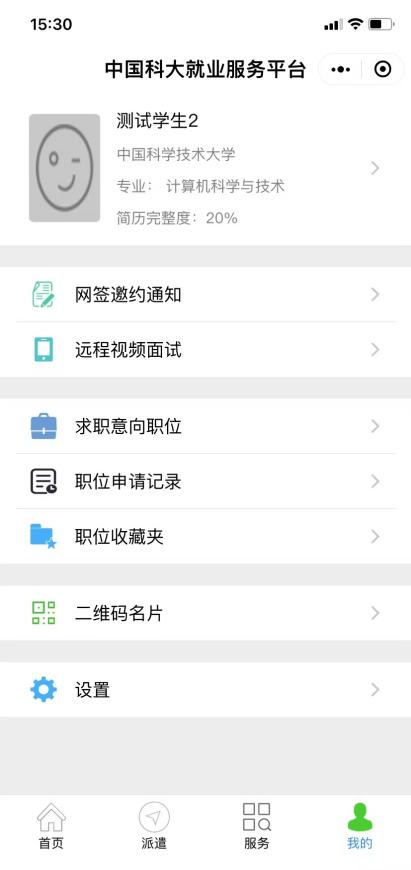 15:30
中国科大就业服务平台
测试学生2
中国科学技术大学
专业： 计算机科学与技术
简历完整度：20%
网签邀约通知
远程视频面试
求职意向职位
职位申请记录
职位收藏夹
二维码名片
设置
首页
派遣
服务
我的